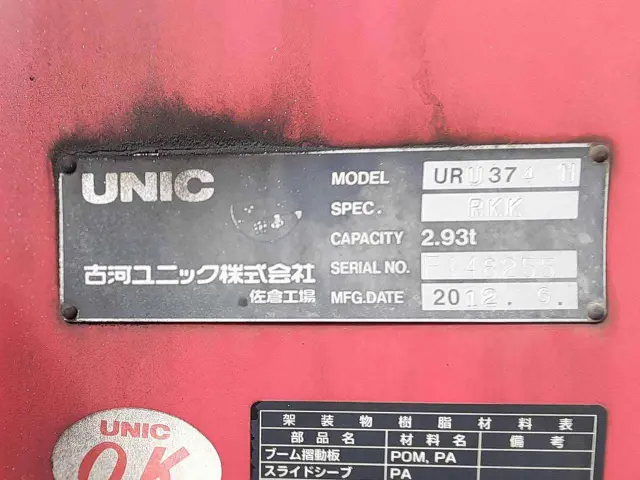 UNIC
MODEL URU374 H
SPEC. RKK
CAPACITY 2.93t
古河ユニック株式会社
SERIAL NO. F146255
佐倉工場
MFG.DATE 2012. 6.
架装物樹脂材料表
部品名 材料名 備考
ブーム摺動板 POM, PA
スライドシーブ PA
UNIC
OK